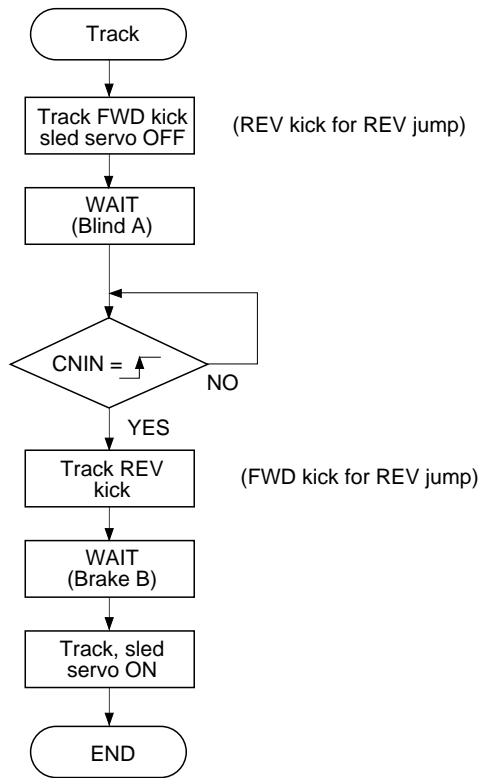 Track
Track FWD kick
sled servo OFF
(REV kick for REV jump)
WAIT
(Blind A)
CNIN =
NO
YES
Track REV
kick
(FWD kick for REV jump)
WAIT
(Brake B)
Track, sled
servo ON
END